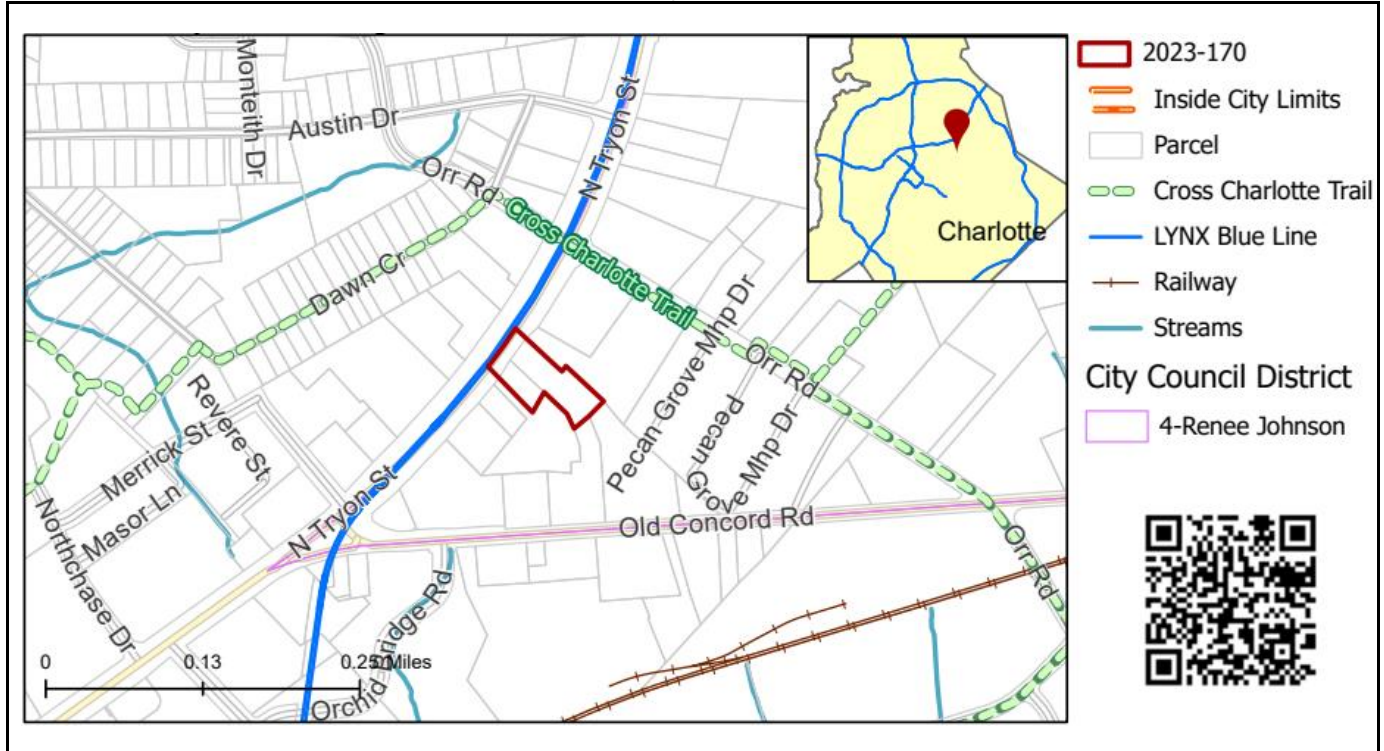 Monteith Dr
Austin Dr
N Tryon St
Orr Rd
Cross Charlotte Trail
Dawn Cr
Charlotte
Pecan Grove Mhp Dr
Orr Rd
Pecan Grove Mhp Dr
Revere St
Merrick St
Masor Ln
Northchase Dr
N Tryon St
Old Concord Rd
Orr Rd
Orchid Bridge Rd
0 0.13 0.25 Miles
2023-170
Inside City Limits
Parcel
Cross Charlotte Trail
LYNX Blue Line
Railway
Streams
City Council District
4-Renee Johnson